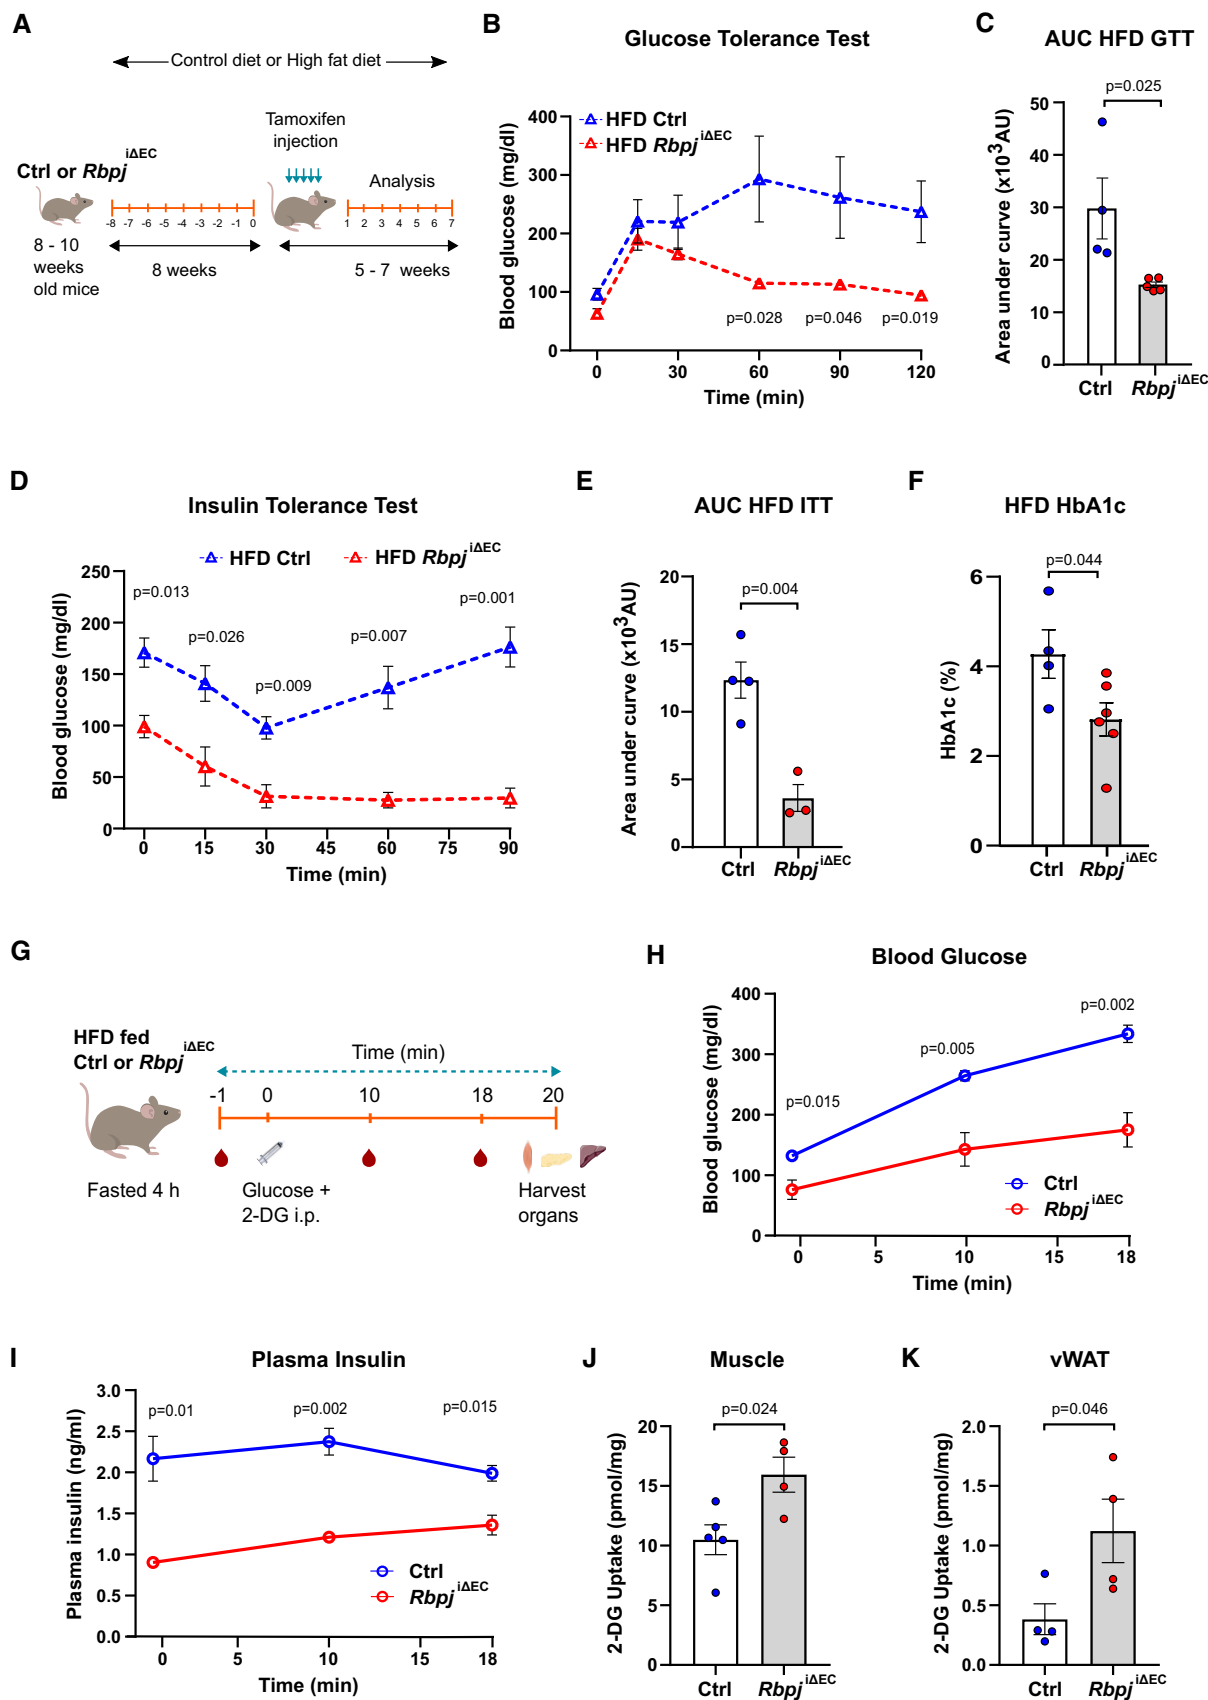 A
Control diet or High fat diet
Tamoxifen
injection
Ctrl or Rbpj iΔEC
Analysis
-8 -7 -6 -5 -4 -3 -2 -1 0
1 2 3 4 5 6 7
8 - 10
weeks
old mice
8 weeks
5 - 7 weeks
B
Glucose Tolerance Test
HFD Ctrl
HFD Rbpj iΔEC
Blood glucose (mg/dl)
400
300
200
100
0
p=0.028 p=0.046 p=0.019
0 30 60 90 120
Time (min)
C
AUC HFD GTT
p=0.025
Area under curve (x10³AU)
50
40
30
20
10
0
Ctrl Rbpj iΔEC
D
Insulin Tolerance Test
HFD Ctrl HFD Rbpj iΔEC
Blood glucose (mg/dl)
250
200
150
100
50
0
p=0.013
p=0.026
p=0.009
p=0.007
p=0.001
0 15 30 45 60 75 90
Time (min)
E
AUC HFD ITT
p=0.004
Area under curve (x10³AU)
20
15
10
5
0
Ctrl Rbpj iΔEC
F
HFD HbA1c
p=0.044
HbA1c (%)
6
4
2
0
Ctrl Rbpj iΔEC
G
HFD fed
Ctrl or Rbpj iΔEC
Time (min)
-1 0 10 18 20
Fasted 4 h
Glucose +
2-DG i.p.
Harvest
organs
H
Blood Glucose
Blood glucose (mg/dl)
400
300
200
100
0
p=0.015
p=0.005
p=0.002
Ctrl
Rbpj iΔEC
0 5 10 15 18
Time (min)
I
Plasma Insulin
Plasma insulin (ng/ml)
3.0
2.5
2.0
1.5
1.0
0.5
0.0
p=0.01 p=0.002 p=0.015
Ctrl
Rbpj iΔEC
0 5 10 15 18
Time (min)
J
Muscle
p=0.024
2-DG Uptake (pmol/mg)
20
15
10
5
0
Ctrl Rbpj iΔEC
K
vWAT
p=0.046
2-DG Uptake (pmol/mg)
2.0
1.5
1.0
0.5
0.0
Ctrl Rbpj iΔEC